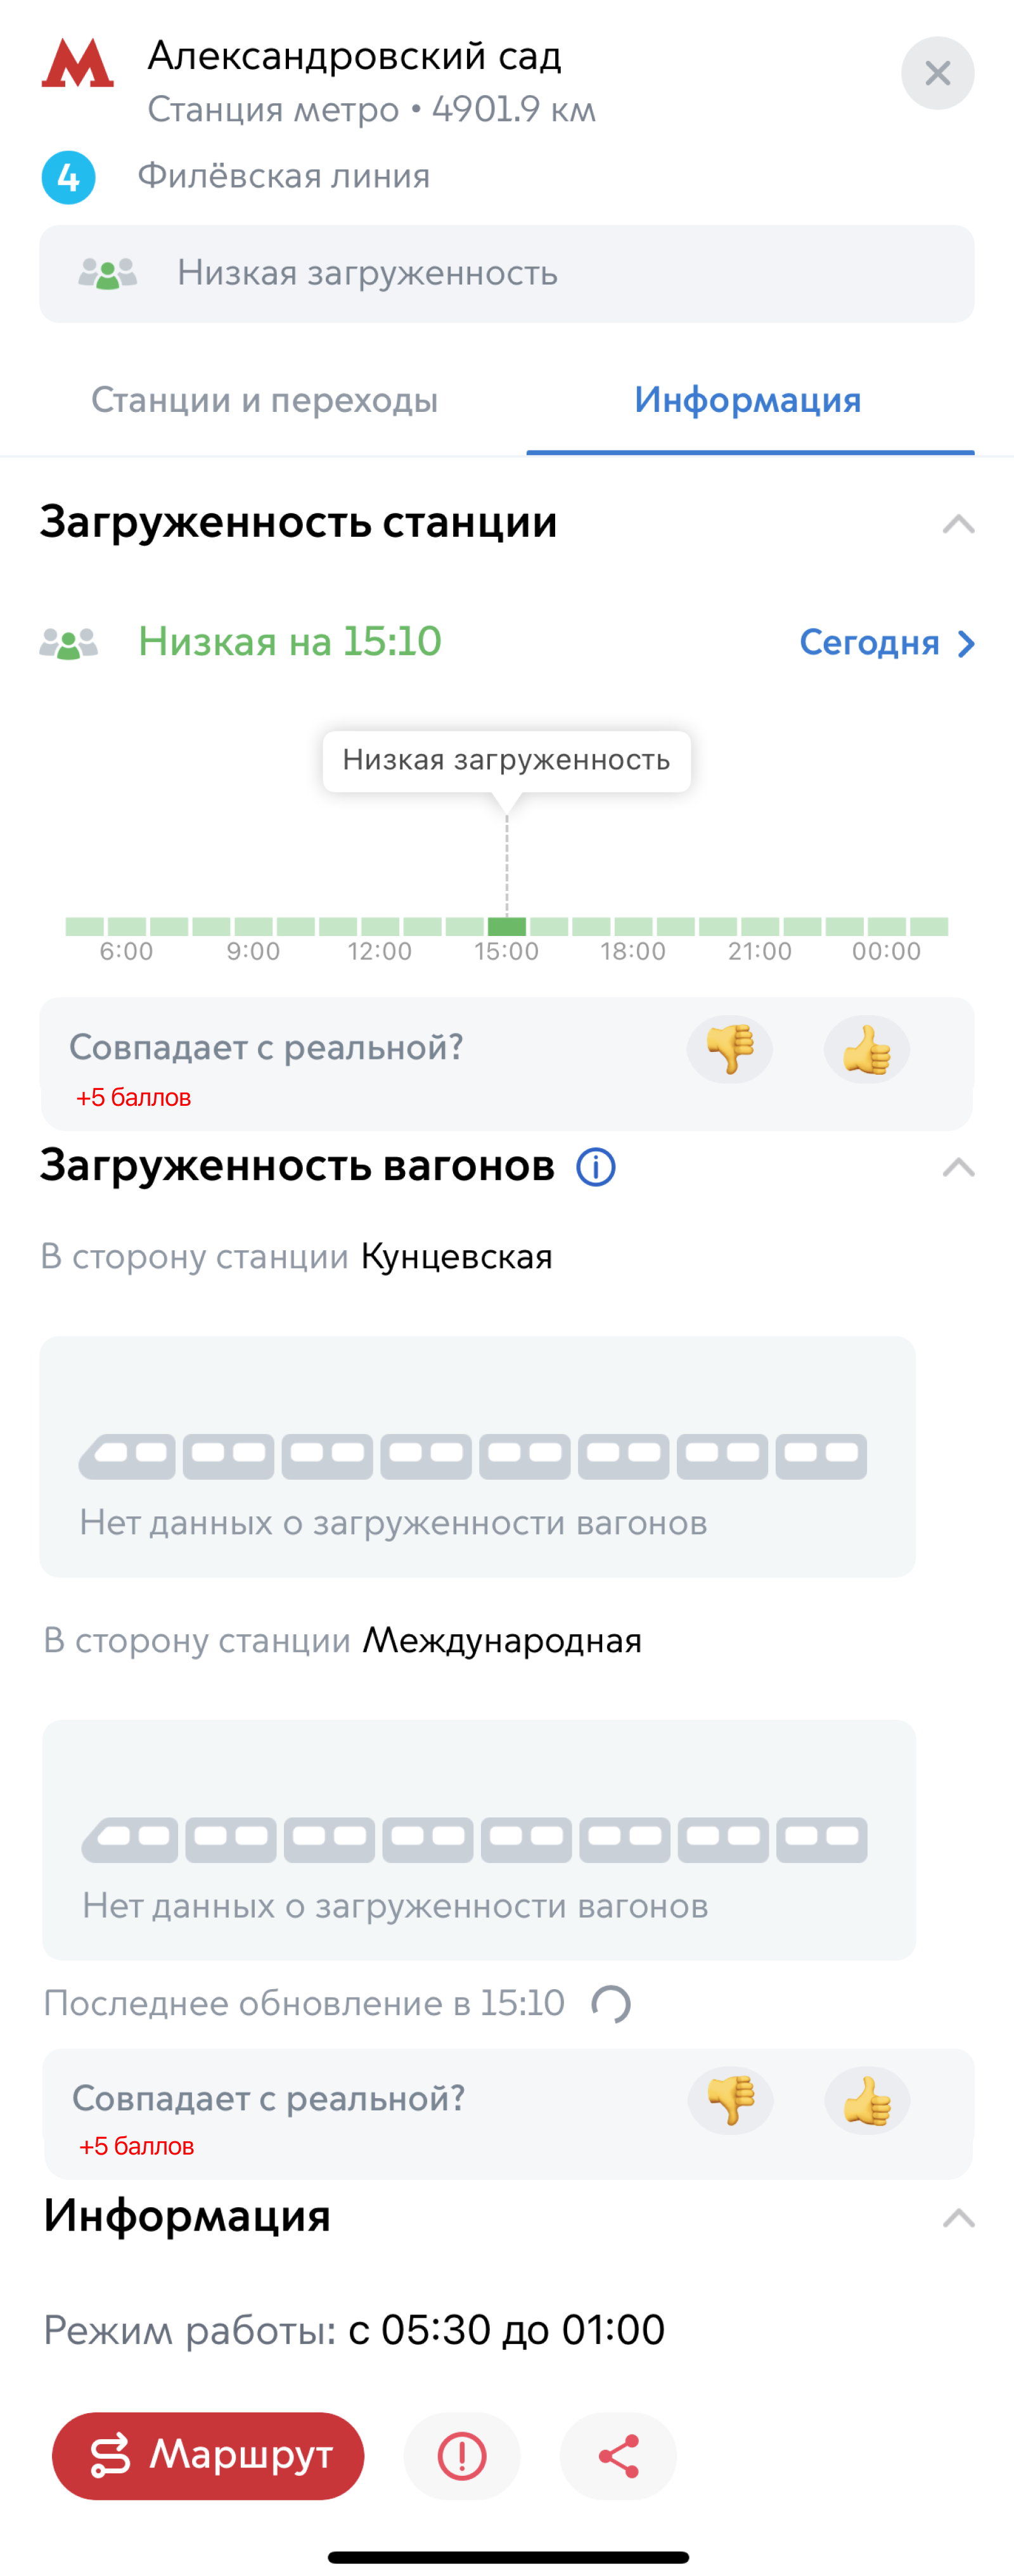 Александровский сад
Станция метро • 4901.9 км
4 Филёвская линия
Низкая загруженность
Станции и переходы Информация
Загруженность станции
Низкая на 15:10 Сегодня
Низкая загруженность
6:00 9:00 12:00 15:00 18:00 21:00 00:00
Совпадает с реальной?
+5 баллов
Загруженность вагонов
В сторону станции Кунцевская
Нет данных о загруженности вагонов
В сторону станции Международная
Нет данных о загруженности вагонов
Последнее обновление в 15:10
Совпадает с реальной?
+5 баллов
Информация
Режим работы: с 05:30 до 01:00
Маршрут